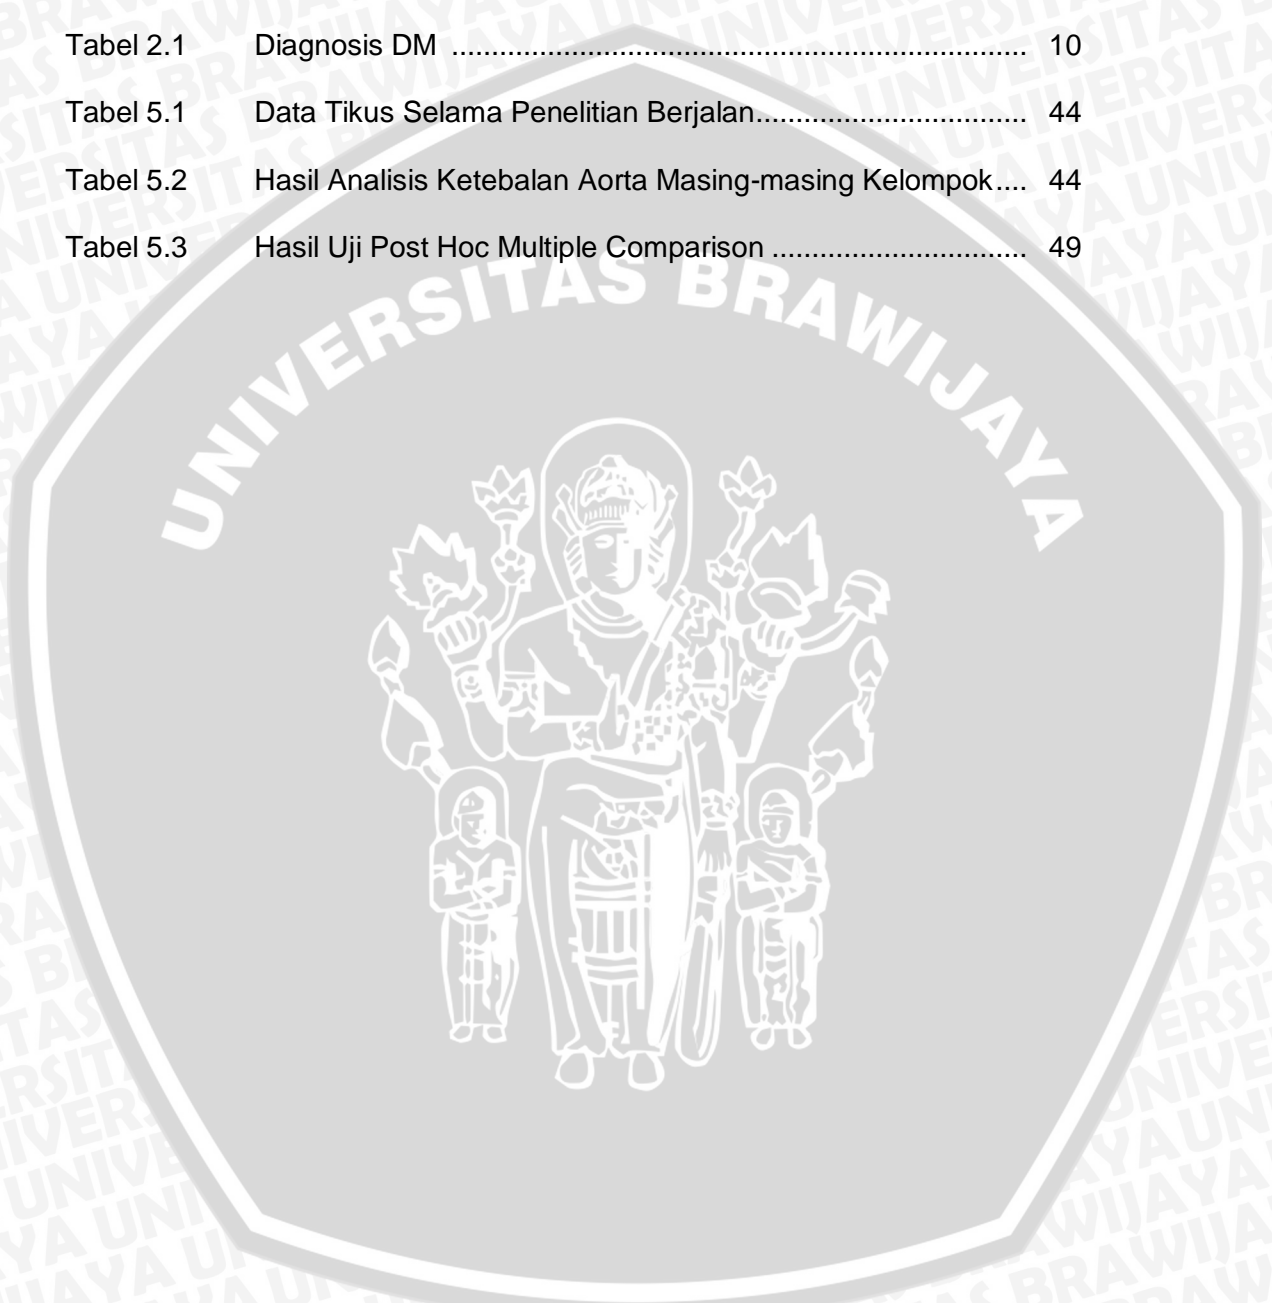 Tabel 2.1 Diagnosis DM ........................................................................ 10
Tabel 5.1 Data Tikus Selama Penelitian Berjalan.................................. 44
Tabel 5.2 Hasil Analisis Ketebalan Aorta Masing-masing Kelompok.... 44
Tabel 5.3 Hasil Uji Post Hoc Multiple Comparison ................................ 49
UNIVERSITAS BRAWIJAYA